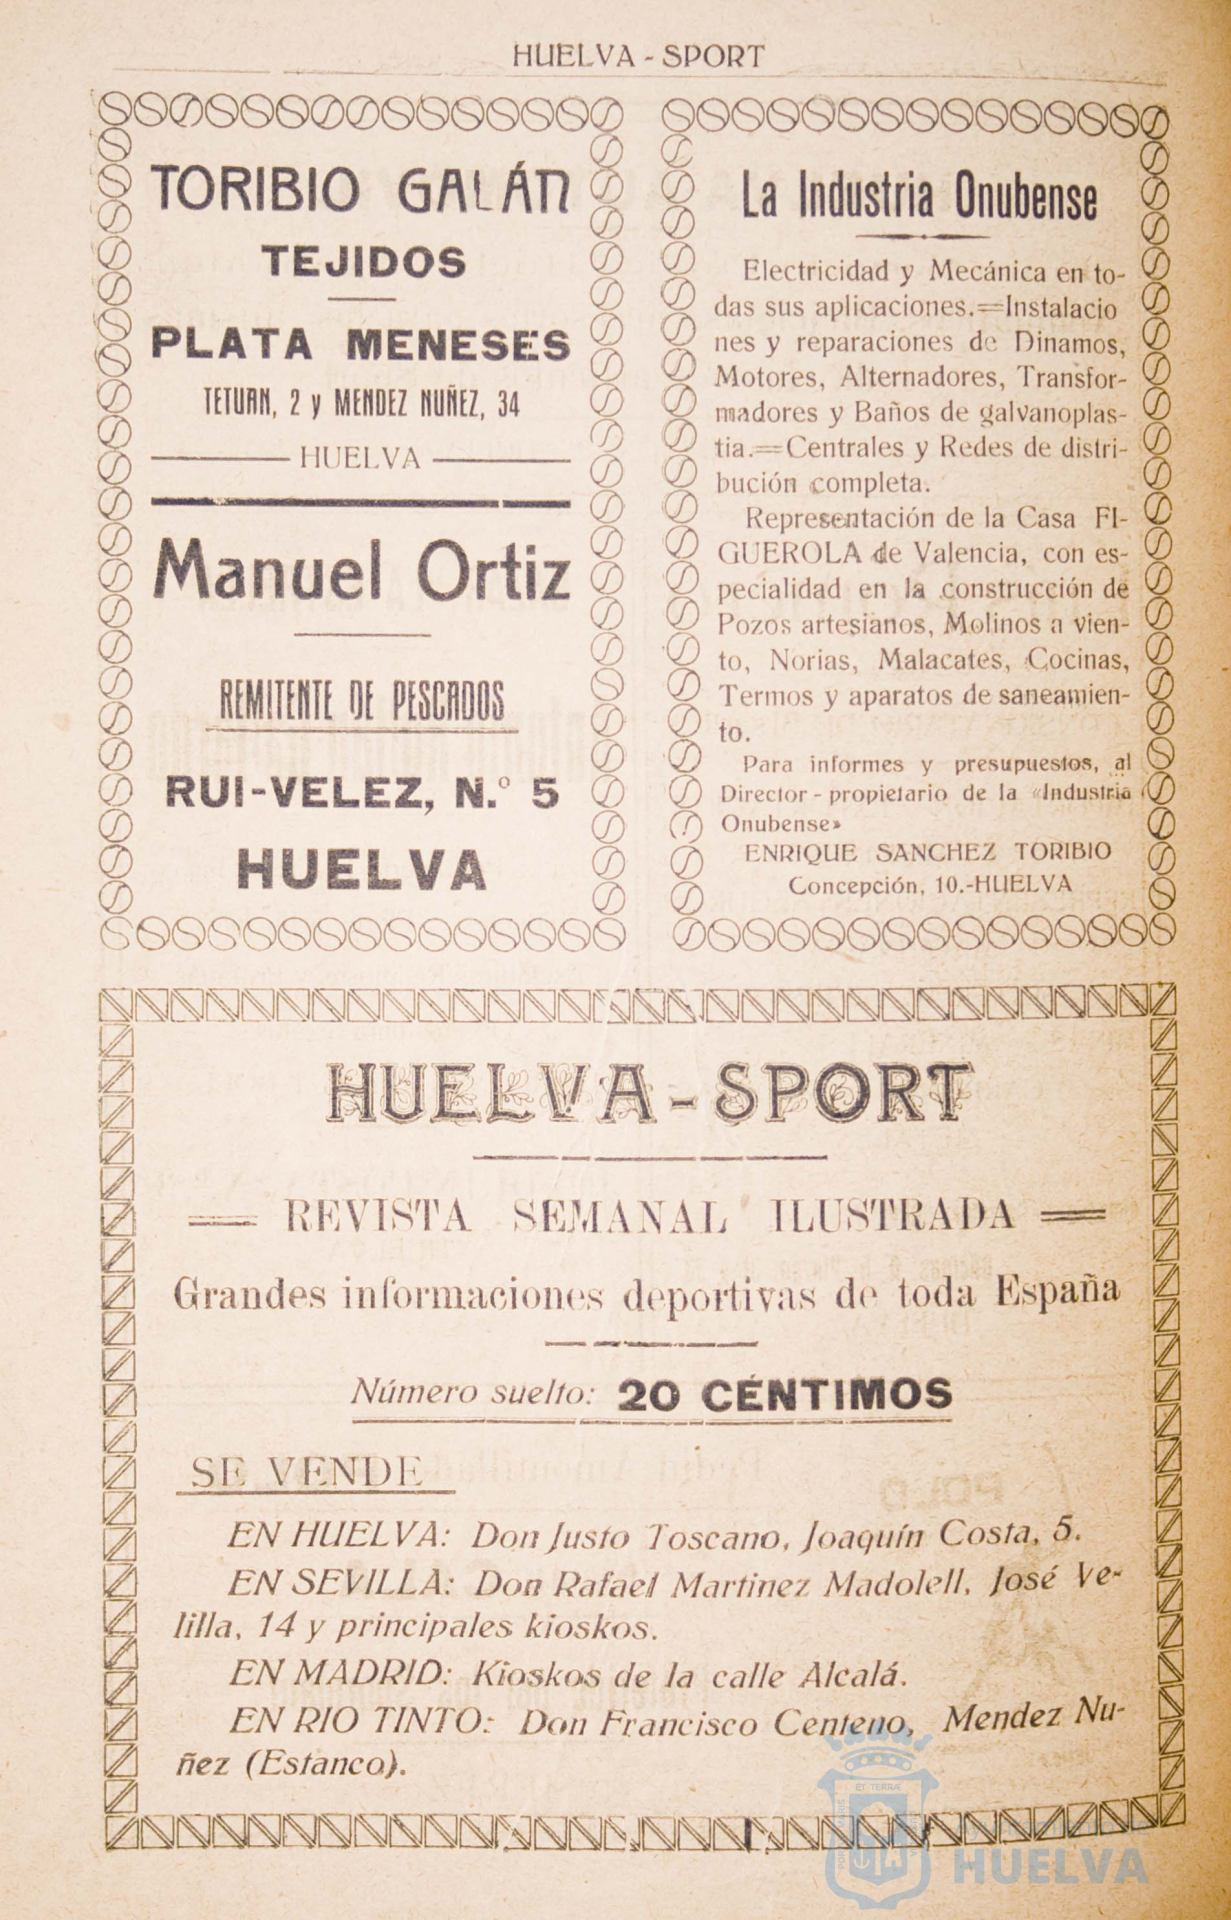 HUELVA - SPORT
TORIBIO GALÁN
TEJIDOS
PLATA MENESES
TETUAN, 2 y MENDEZ NUÑEZ, 34
HUELVA
Manuel Ortiz
REMITENTE DE PESCADOS
RUI-VELEZ, N.º 5
HUELVA
La Industria Onubense
Electricidad y Mecánica en to-
das sus aplicaciones.=Instalacio
nes y reparaciones de Dinamos,
Motores, Alternadores, Transfor-
madores y Baños de galvanoplas-
tia.=Centrales y Redes de distri-
bución completa.
Representación de la Casa FI-
GUEROLA de Valencia, con es-
pecialidad en la construcción de
Pozos artesianos, Molinos a vien-
to, Norias, Malacates, Cocinas,
Termos y aparatos de saneamien-
to.
Para informes y presupuestos, al
Director - propietario de la «Industria
Onubense»
ENRIQUE SANCHEZ TORIBIO
Concepción, 10.-HUELVA
HUELVA - SPORT
REVISTA SEMANAL ILUSTRADA
Grandes informaciones deportivas de toda España
Número suelto: 20 CÉNTIMOS
SE VENDE
EN HUELVA: Don Justo Toscano, Joaquín Costa, 5.
EN SEVILLA: Don Rafael Martinez Madolell, José Ve-
lilla, 14 y principales kioskos.
EN MADRID: Kioskos de la calle Alcalá.
EN RIO TINTO: Don Francisco Centeno, Mendez Nu-
ñez (Estanco).
ET TERRÆ
HUELVA